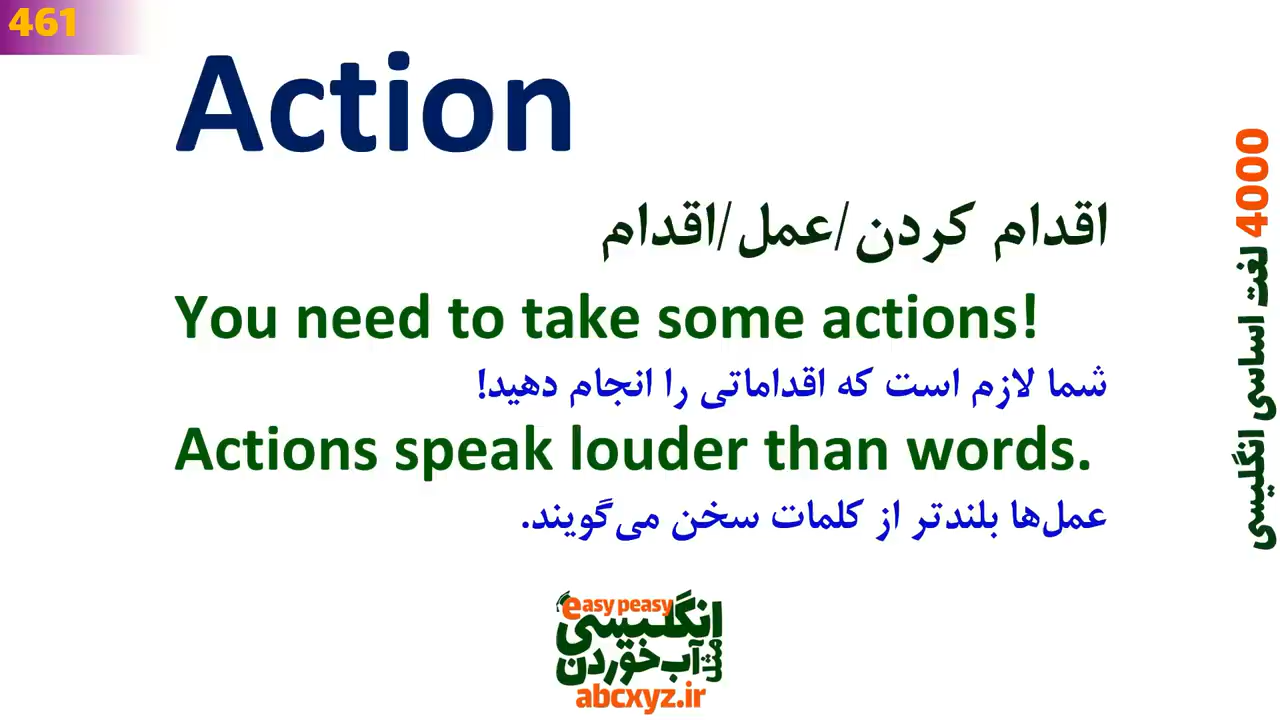 461
Action
اقدام کردن/عمل/اقدام
You need to take some actions!
شما لازم است که اقداماتی را انجام دهید!
Actions speak louder than words.
عمل‌ها بلندتر از کلمات سخن می‌گویند.
4000 لغت اساسی انگلیسی
easy peasy
انگلیسی
مثل آب خوردن
abcxyz.ir